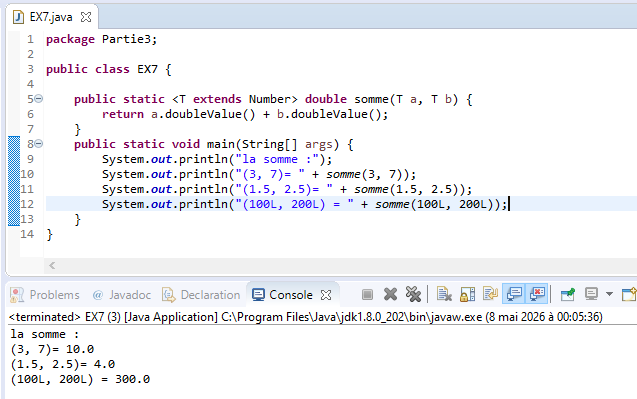 EX7.java
1 package Partie3;
2
3 public class EX7 {
4
5 public static <T extends Number> double somme(T a, T b) {
6 return a.doubleValue() + b.doubleValue();
7 }
8 public static void main(String[] args) {
9 System.out.println("la somme :");
10 System.out.println("(3, 7)= " + somme(3, 7));
11 System.out.println("(1.5, 2.5)= " + somme(1.5, 2.5));
12 System.out.println("(100L, 200L) = " + somme(100L, 200L));
13 }
14 }
Problems @ Javadoc Declaration Console
<terminated> EX7 (3) [Java Application] C:\Program Files\Java\jdk1.8.0_202\bin\javaw.exe (8 mai 2026 à 00:05:36)
la somme :
(3, 7)= 10.0
(1.5, 2.5)= 4.0
(100L, 200L) = 300.0